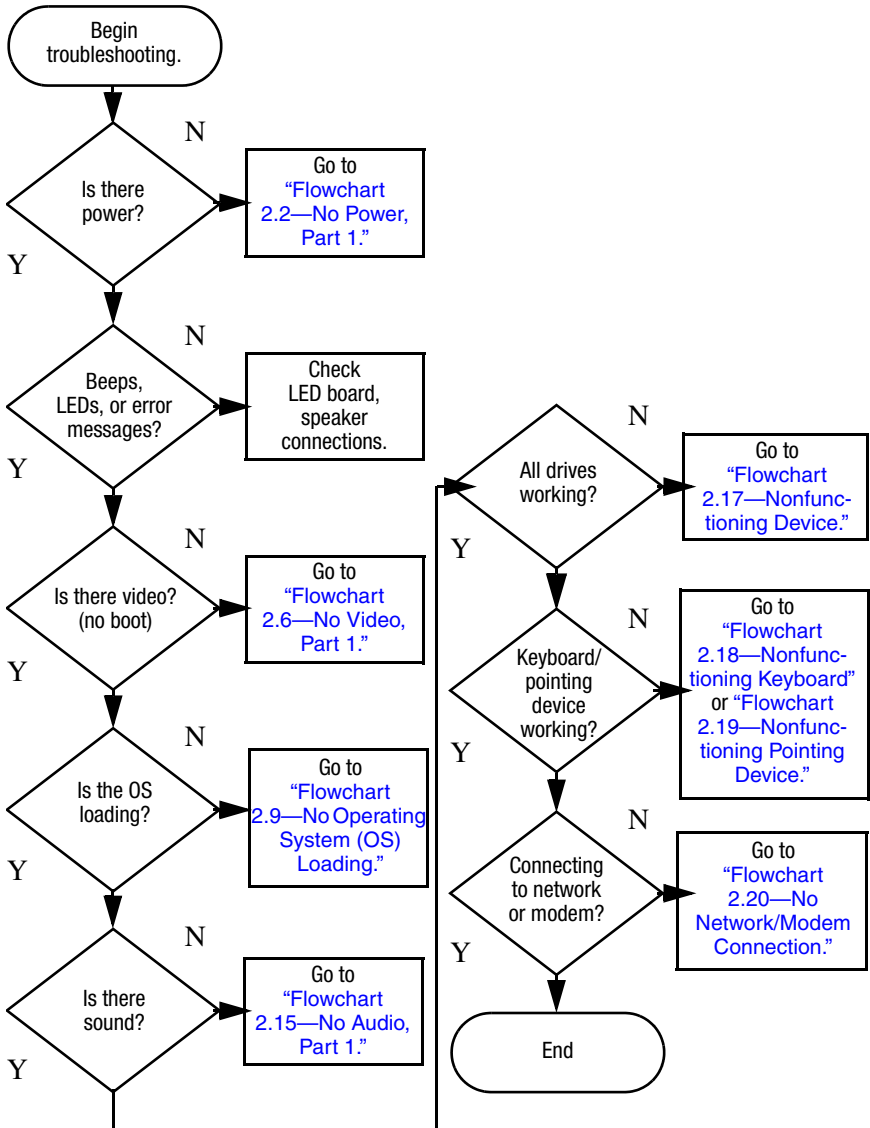 Begin
troubleshooting.
N
Is there
power?
Go to
“Flowchart
2.2—No Power,
Part 1.”
Y
N
Beeps,
LEDs, or error
messages?
Check
LED board,
speaker
connections.
Y
N
Is there video?
(no boot)
Go to
“Flowchart
2.6—No Video,
Part 1.”
Y
N
Is the OS
loading?
Go to
“Flowchart
2.9—No Operating
System (OS)
Loading.”
Y
N
Is there
sound?
Go to
“Flowchart
2.15—No Audio,
Part 1.”
Y
N
All drives
working?
Go to
“Flowchart
2.17—Nonfunc-
tioning Device.”
Y
N
Keyboard/
pointing
device
working?
Go to
“Flowchart
2.18—Nonfunc-
tioning Keyboard”
or “Flowchart
2.19—Nonfunc-
tioning Pointing
Device.”
Y
N
Connecting
to network
or modem?
Go to
“Flowchart
2.20—No
Network/Modem
Connection.”
Y
End